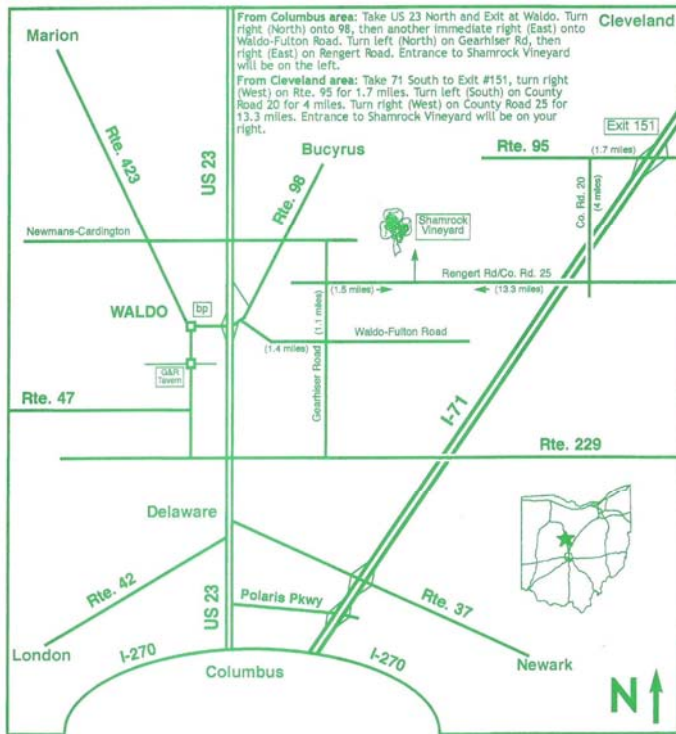 From Columbus area: Take US 23 North and Exit at Waldo. Turn
right (North) onto 98, then another immediate right (East) onto
Waldo-Fulton Road. Turn left (North) on Gearhiser Rd, then
right (East) on Rengert Road. Entrance to Shamrock Vineyard
will be on the left.
From Cleveland area: Take 71 South to Exit #151, turn right
(West) on Rte. 95 for 1.7 miles. Turn left (South) on County
Road 20 for 4 miles. Turn right (West) on County Road 25 for
13.3 miles. Entrance to Shamrock Vineyard will be on your
right.
Cleveland
Marion
Exit 151
Rte. 423
US 23
Bucyrus
Rte. 98
Rte. 95
(1.7 miles)
Co. Rd. 20
(4 miles)
Newmans-Cardington
Shamrock
Vineyard
Rengert Rd/Co. Rd. 25
(1.5 miles)
(13.3 miles)
WALDO
bp
(1.1 miles)
Waldo-Fulton Road
(1.4 miles)
G&R
Tavern
Gearhiser Road
Rte. 47
I-71
Rte. 229
Delaware
Rte. 42
US 23
Polaris Pkwy
Rte. 37
London
I-270
Columbus
I-270
Newark
N